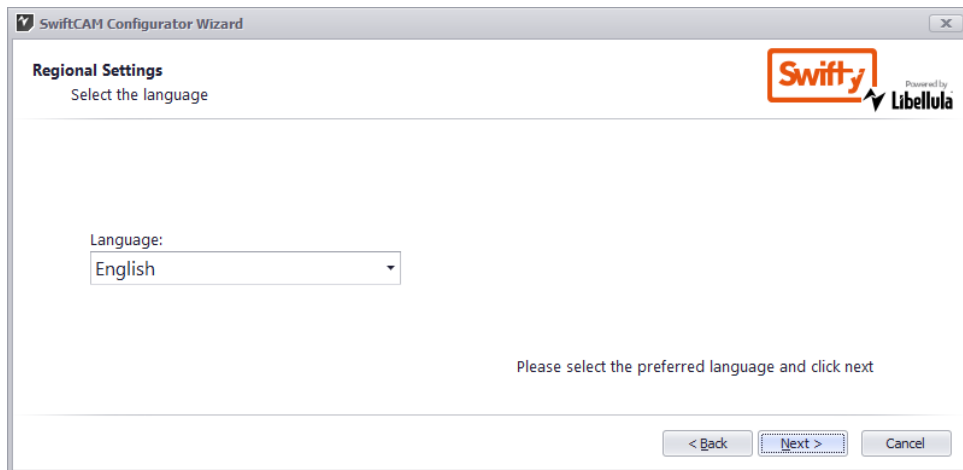 SwiftCAM Configurator Wizard
Regional Settings
Select the language
Swifty
Powered by
Libellula
Language:
English
Please select the preferred language and click next
< Back
Next >
Cancel